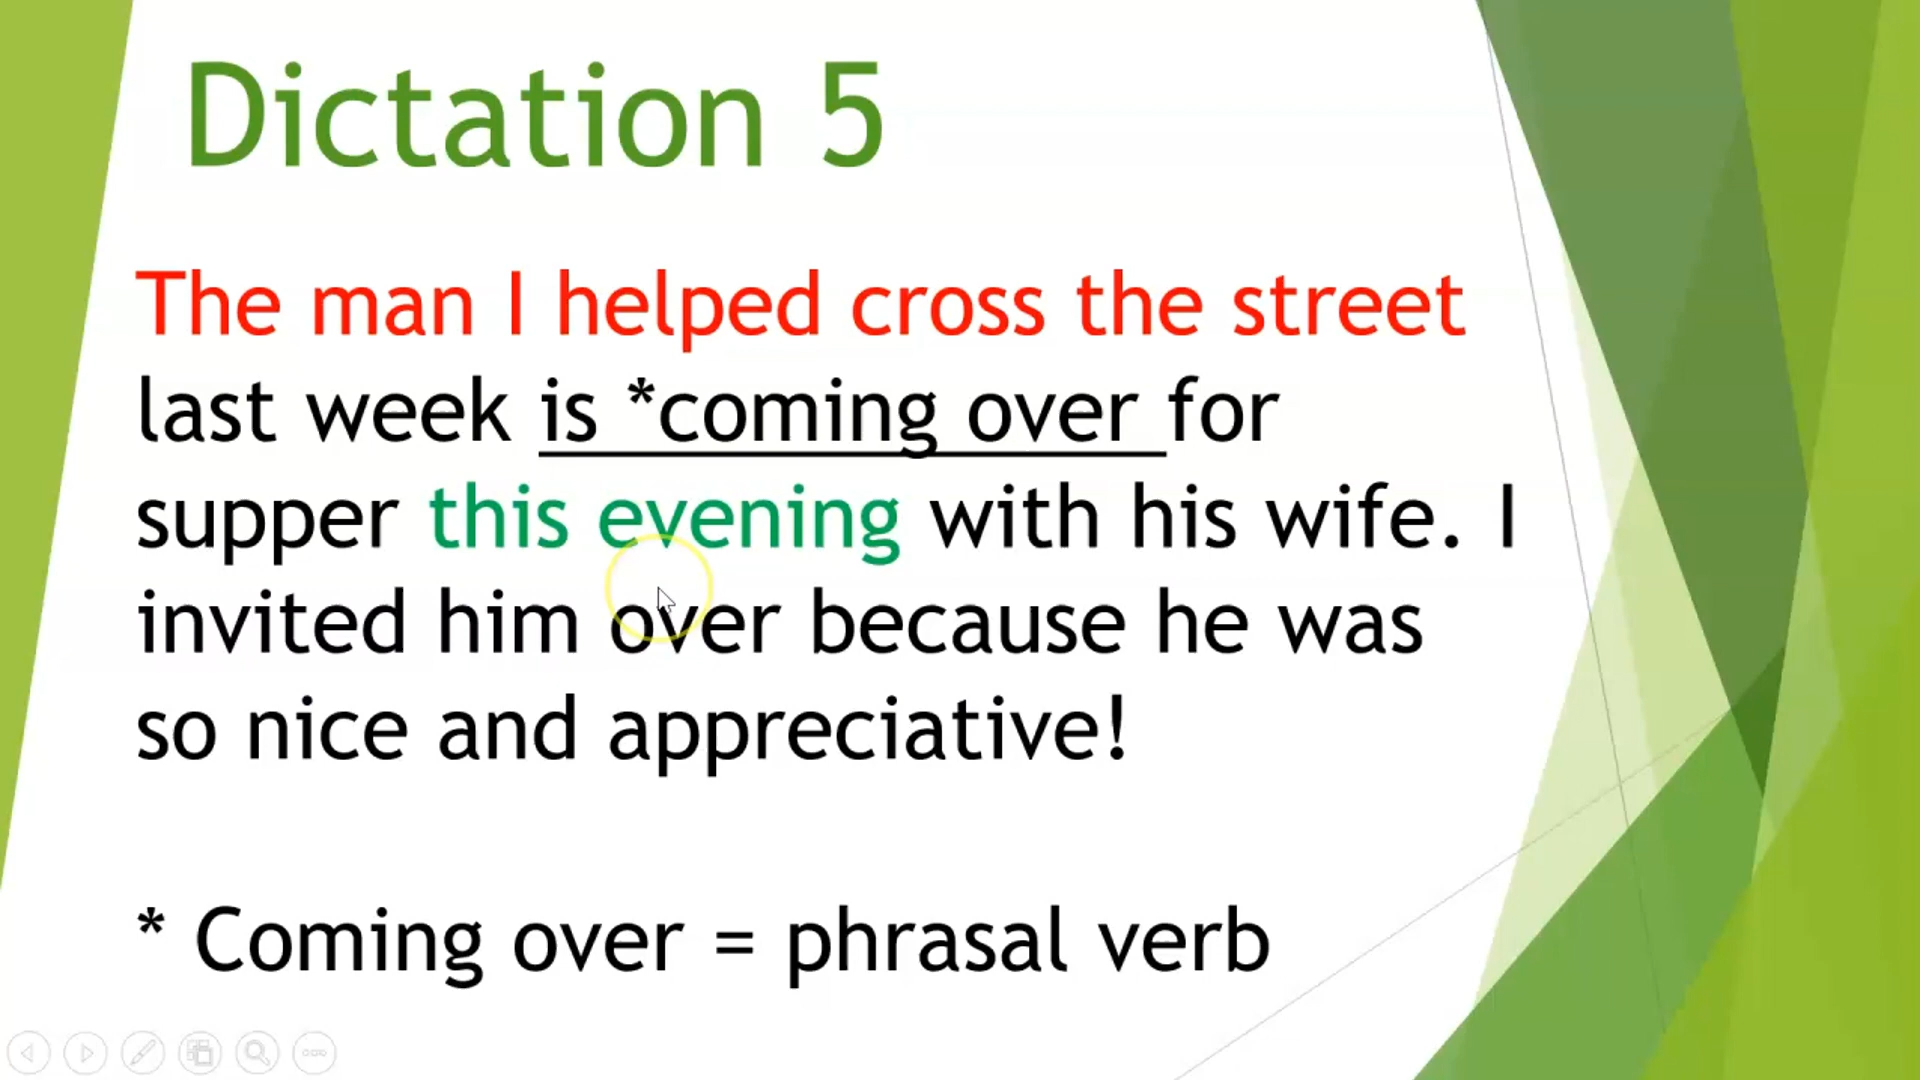 Dictation 5
The man I helped cross the street
last week is *coming over for
supper this evening with his wife. I
invited him over because he was
so nice and appreciative!
* Coming over = phrasal verb